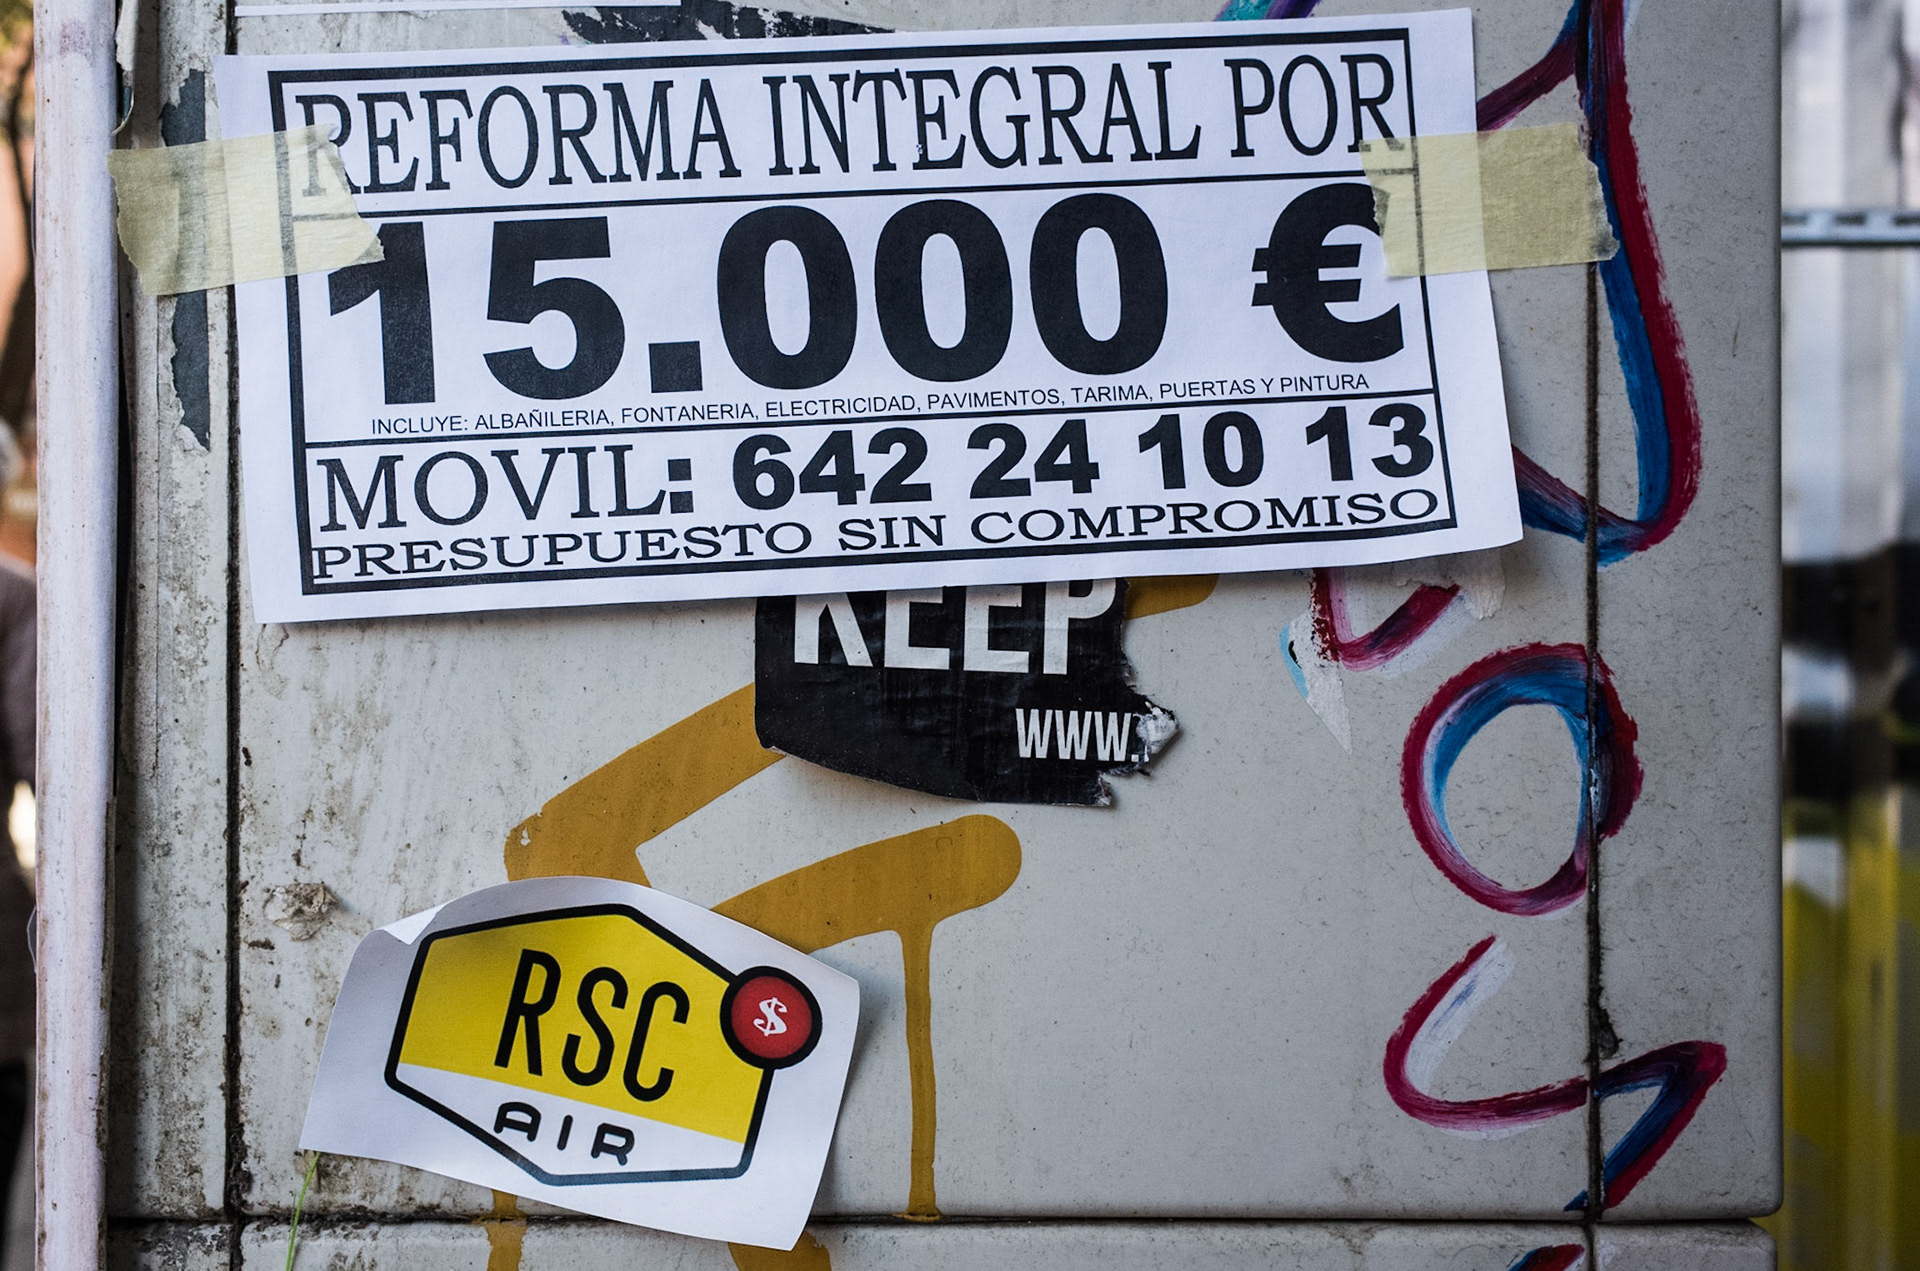 REFORMA INTEGRAL POR
15.000 €
INCLUYE: ALBAÑILERIA, FONTANERIA, ELECTRICIDAD, PAVIMENTOS, TARIMA, PUERTAS Y PINTURA
MOVIL: 642 24 10 13
PRESUPUESTO SIN COMPROMISO
KEEP
WWW.
RSC
$
AIR